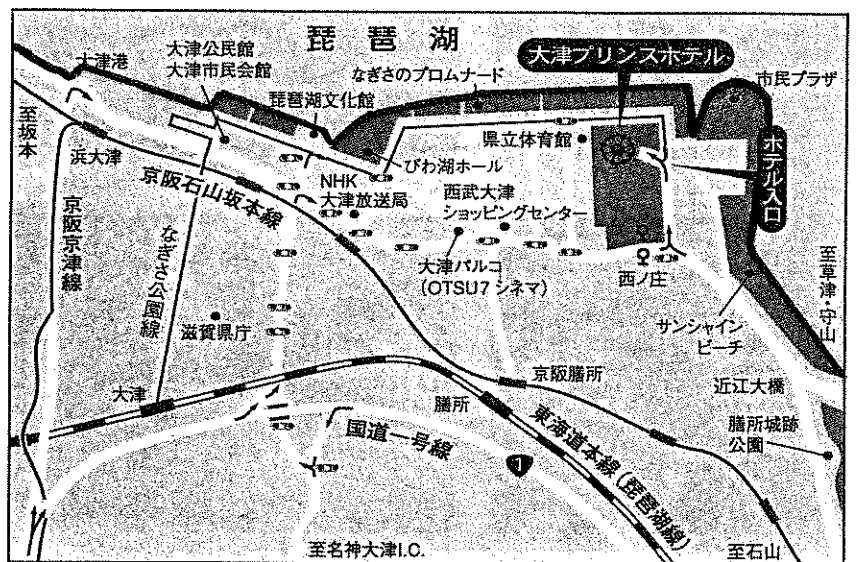 琵琶湖
大津港
大津公民館
大津市民会館
琵琶湖文化館
なぎさのプロムナード
大津プリンスホテル
市民プラザ
至坂本
浜大津
京阪石山坂本線
NHK
大津放送局
びわ湖ホール
県立体育館
ホテル入口
西武大津
ショッピングセンター
大津パルコ
(OTSU7シネマ)
西ノ庄
至草津・守山
サンシャイン
ビーチ
京阪京津線
なぎさ公園線
滋賀県庁
大津
膳所
京阪膳所
近江大橋
膳所城跡
公園
国道一号線
1
東海道本線(琵琶湖線)
至名神大津I.C.
至石山